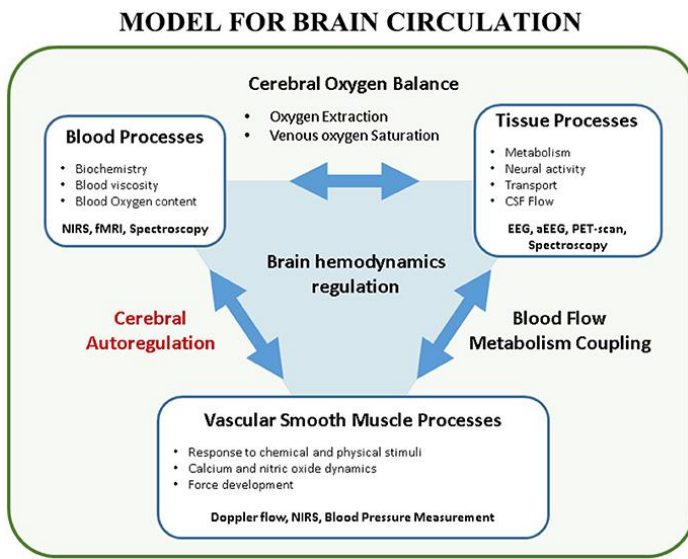 MODEL FOR BRAIN CIRCULATION
Cerebral Oxygen Balance
• Oxygen Extraction
• Venous oxygen Saturation
Blood Processes
• Biochemistry
• Blood viscosity
• Blood Oxygen content
NIRS, fMRI, Spectroscopy
Tissue Processes
• Metabolism
• Neural activity
• Transport
• CSF Flow
EEG, aEEG, PET-scan,
Spectroscopy
Brain hemodynamics
regulation
Cerebral
Autoregulation
Blood Flow
Metabolism Coupling
Vascular Smooth Muscle Processes
• Response to chemical and physical stimuli
• Calcium and nitric oxide dynamics
• Force development
Doppler flow, NIRS, Blood Pressure Measurement